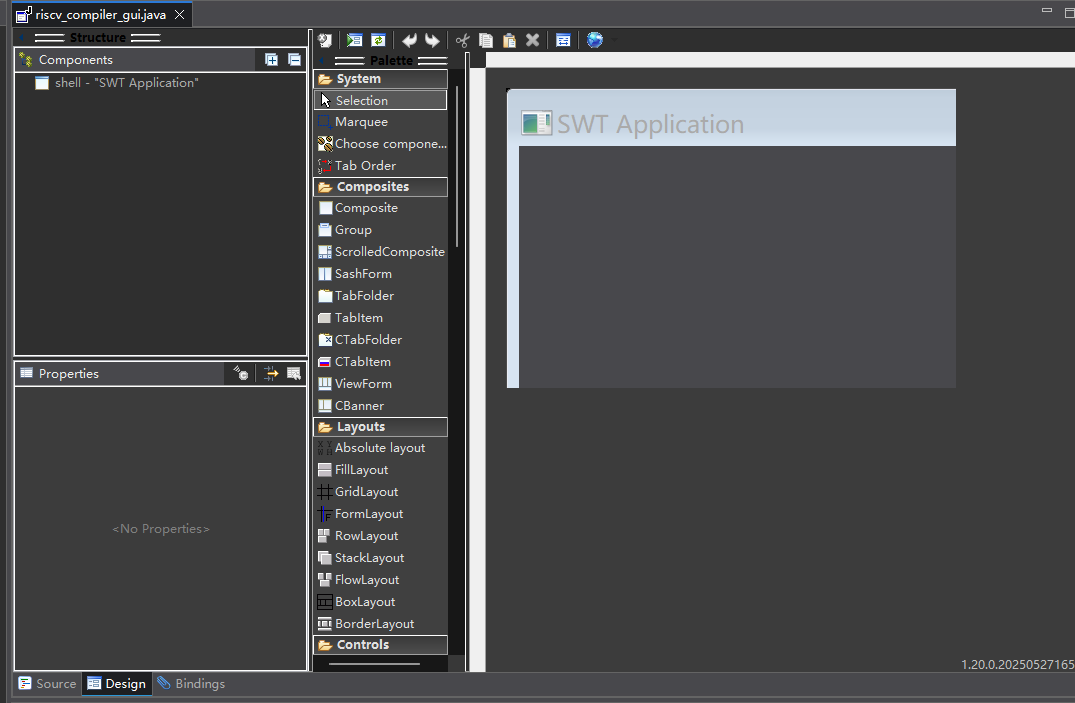 riscv_compiler_gui.java
Structure
Components
shell - "SWT Application"
Properties
<No Properties>
Palette
System
Selection
Marquee
Choose compone...
Tab Order
Composites
Composite
Group
ScrolledComposite
SashForm
TabFolder
TabItem
CTabFolder
CTabItem
ViewForm
CBanner
Layouts
Absolute layout
FillLayout
GridLayout
FormLayout
RowLayout
StackLayout
FlowLayout
BoxLayout
BorderLayout
Controls
SWT Application
1.20.0.20250527165
Source
Design
Bindings